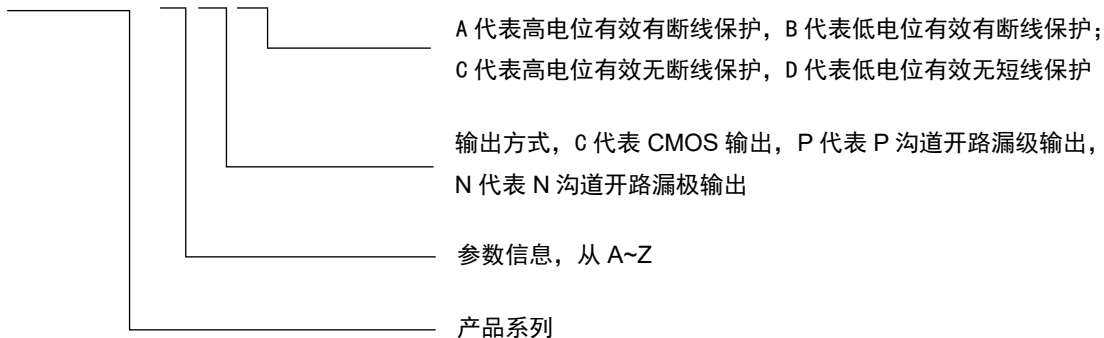 A 代表高电位有效有断线保护，B 代表低电位有效有断线保护；
C 代表高电位有效无断线保护，D 代表低电位有效无短线保护
输出方式，C 代表 CMOS 输出，P 代表 P 沟道开路漏级输出，
N 代表 N 沟道开路漏极输出
参数信息，从 A~Z
产品系列